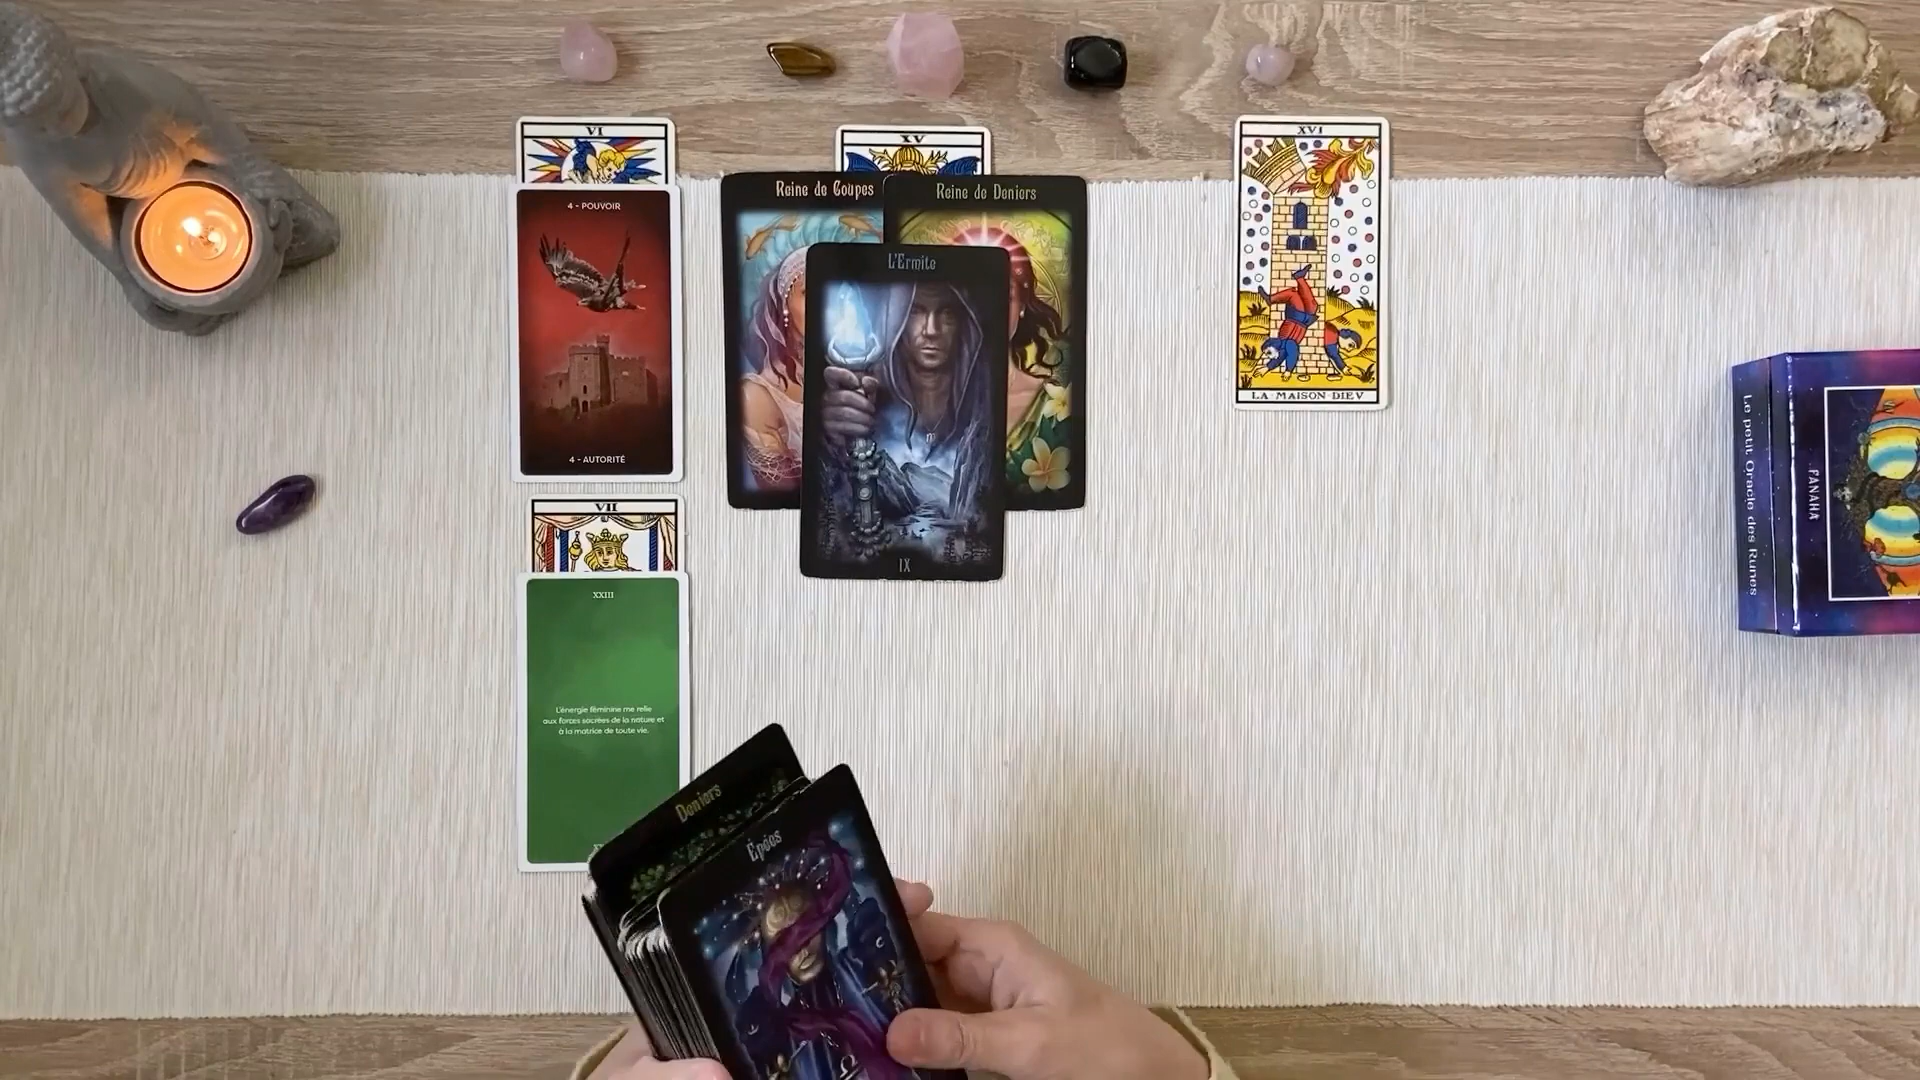 VI
XV
XVI
4 - POUVOIR
Reine de Coupes
Reine de Deniers
L'Ermite
4 - AUTORITÉ
LA MAISON DIEV
VII
IX
XXIII
L'énergie féminine me relie
aux forces sacrées de la nature et
à la matrice de toute vie.
Deniers
Épées
Le petit Oracle des Runes
FANAHA